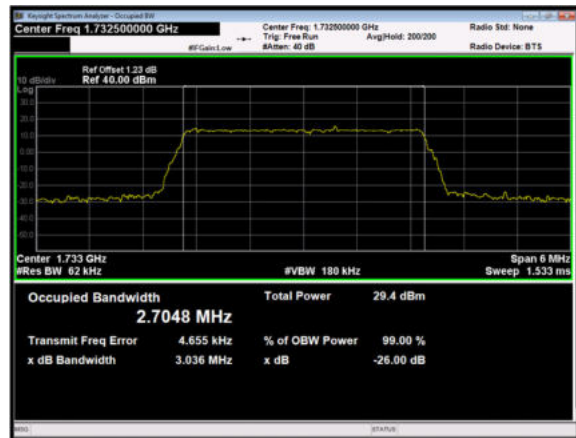 Keysight Spectrum Analyzer - Occupied BW
Center Freq 1.732500000 GHz
Center Freq: 1.732500000 GHz
Radio Std: None
Trig: Free Run
Avg|Hold: 200/200
#IFGain:Low
#Atten: 40 dB
Radio Device: BTS
Ref Offset 1.23 dB
10 dB/div
Ref 40.00 dBm
Log
30.0
20.0
10.0
0.00
-10.0
-20.0
-30.0
-40.0
-50.0
Center 1.733 GHz
Span 6 MHz
#Res BW 62 kHz
#VBW 180 kHz
Sweep 1.533 ms
Occupied Bandwidth
Total Power
29.4 dBm
2.7048 MHz
Transmit Freq Error
4.655 kHz
% of OBW Power
99.00 %
x dB Bandwidth
3.036 MHz
x dB
-26.00 dB
MSG
STATUS